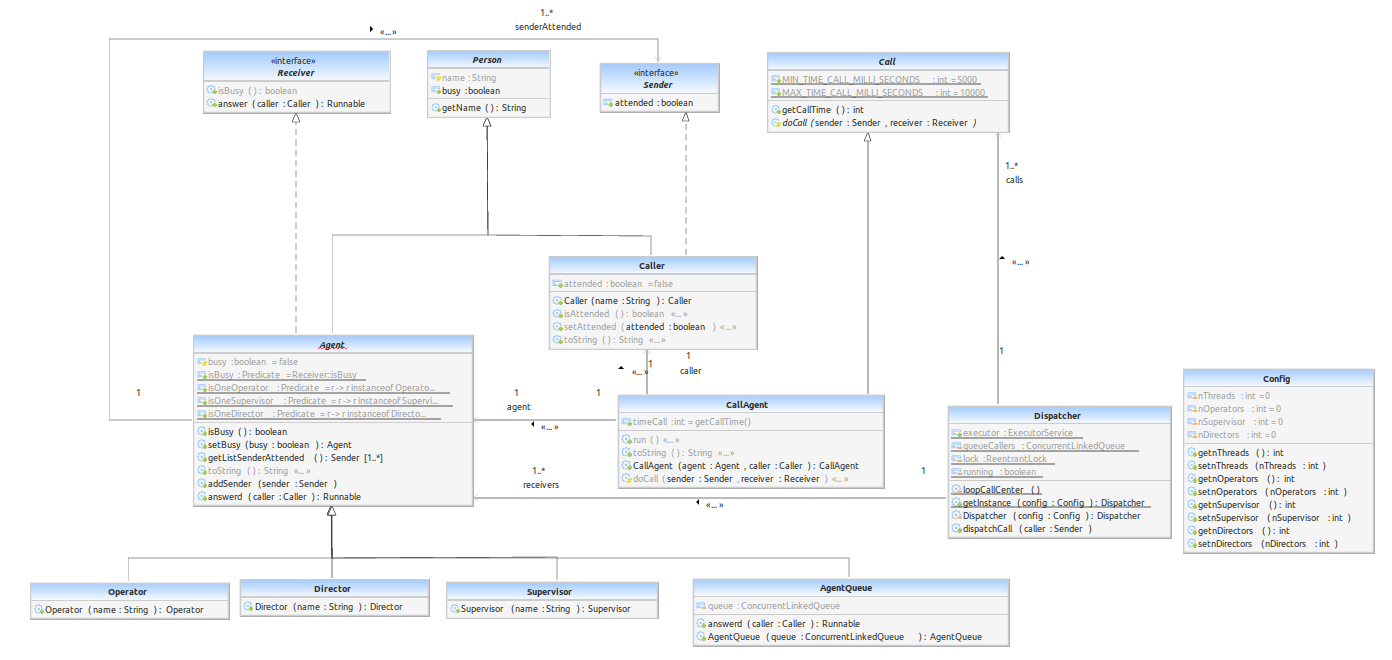 1..*
senderAttended
«...»
«interface»
Receiver
isBusy ( ) : boolean
answer ( caller : Caller ) : Runnable
Person
name : String
busy : boolean
getName ( ) : String
«interface»
Sender
attended : boolean
Call
MIN_TIME_CALL_MILLI_SECONDS : int = 5000
MAX_TIME_CALL_MILLI_SECONDS : int = 10000
getCallTime ( ) : int
doCall ( sender : Sender , receiver : Receiver )
1..*
calls
«...»
1
Caller
attended : boolean = false
Caller ( name : String ) : Caller
isAttended ( ) : boolean «...»
setAttended ( attended : boolean ) «...»
toString ( ) : String «...»
1
«...»
1
caller
Agent
busy : boolean = false
isBusy : Predicate = Receiver::isBusy
isOneOperator : Predicate = r -> r instanceof Operato...
isOneSupervisor : Predicate = r -> r instanceof Supervi...
isOneDirector : Predicate = r -> r instanceof Directo...
isBusy ( ) : boolean
setBusy ( busy : boolean ) : Agent
getListSenderAttended ( ) : Sender [1..*]
toString ( ) : String «...»
addSender ( sender : Sender )
answerd ( caller : Caller ) : Runnable
1
1
agent
1
«...»
1..*
receivers
1
«...»
CallAgent
timeCall : int = getCallTime()
run ( ) «...»
toString ( ) : String «...»
CallAgent ( agent : Agent , caller : Caller ) : CallAgent
doCall ( sender : Sender , receiver : Receiver ) «...»
Dispatcher
executor : ExecutorService
queueCallers : ConcurrentLinkedQueue
lock : ReentrantLock
running : boolean
loopCallCenter ( )
getInstance ( config : Config ) : Dispatcher
Dispatcher ( config : Config ) : Dispatcher
dispatchCall ( caller : Sender )
Config
nThreads : int = 0
nOperators : int = 0
nSupervisor : int = 0
nDirectors : int = 0
getnThreads ( ) : int
setnThreads ( nThreads : int )
getnOperators ( ) : int
setnOperators ( nOperators : int )
getnSupervisor ( ) : int
setnSupervisor ( nSupervisor : int )
getnDirectors ( ) : int
setnDirectors ( nDirectors : int )
Operator
Operator ( name : String ) : Operator
Director
Director ( name : String ) : Director
Supervisor
Supervisor ( name : String ) : Supervisor
AgentQueue
queue : ConcurrentLinkedQueue
answerd ( caller : Caller ) : Runnable
AgentQueue ( queue : ConcurrentLinkedQueue ) : AgentQueue